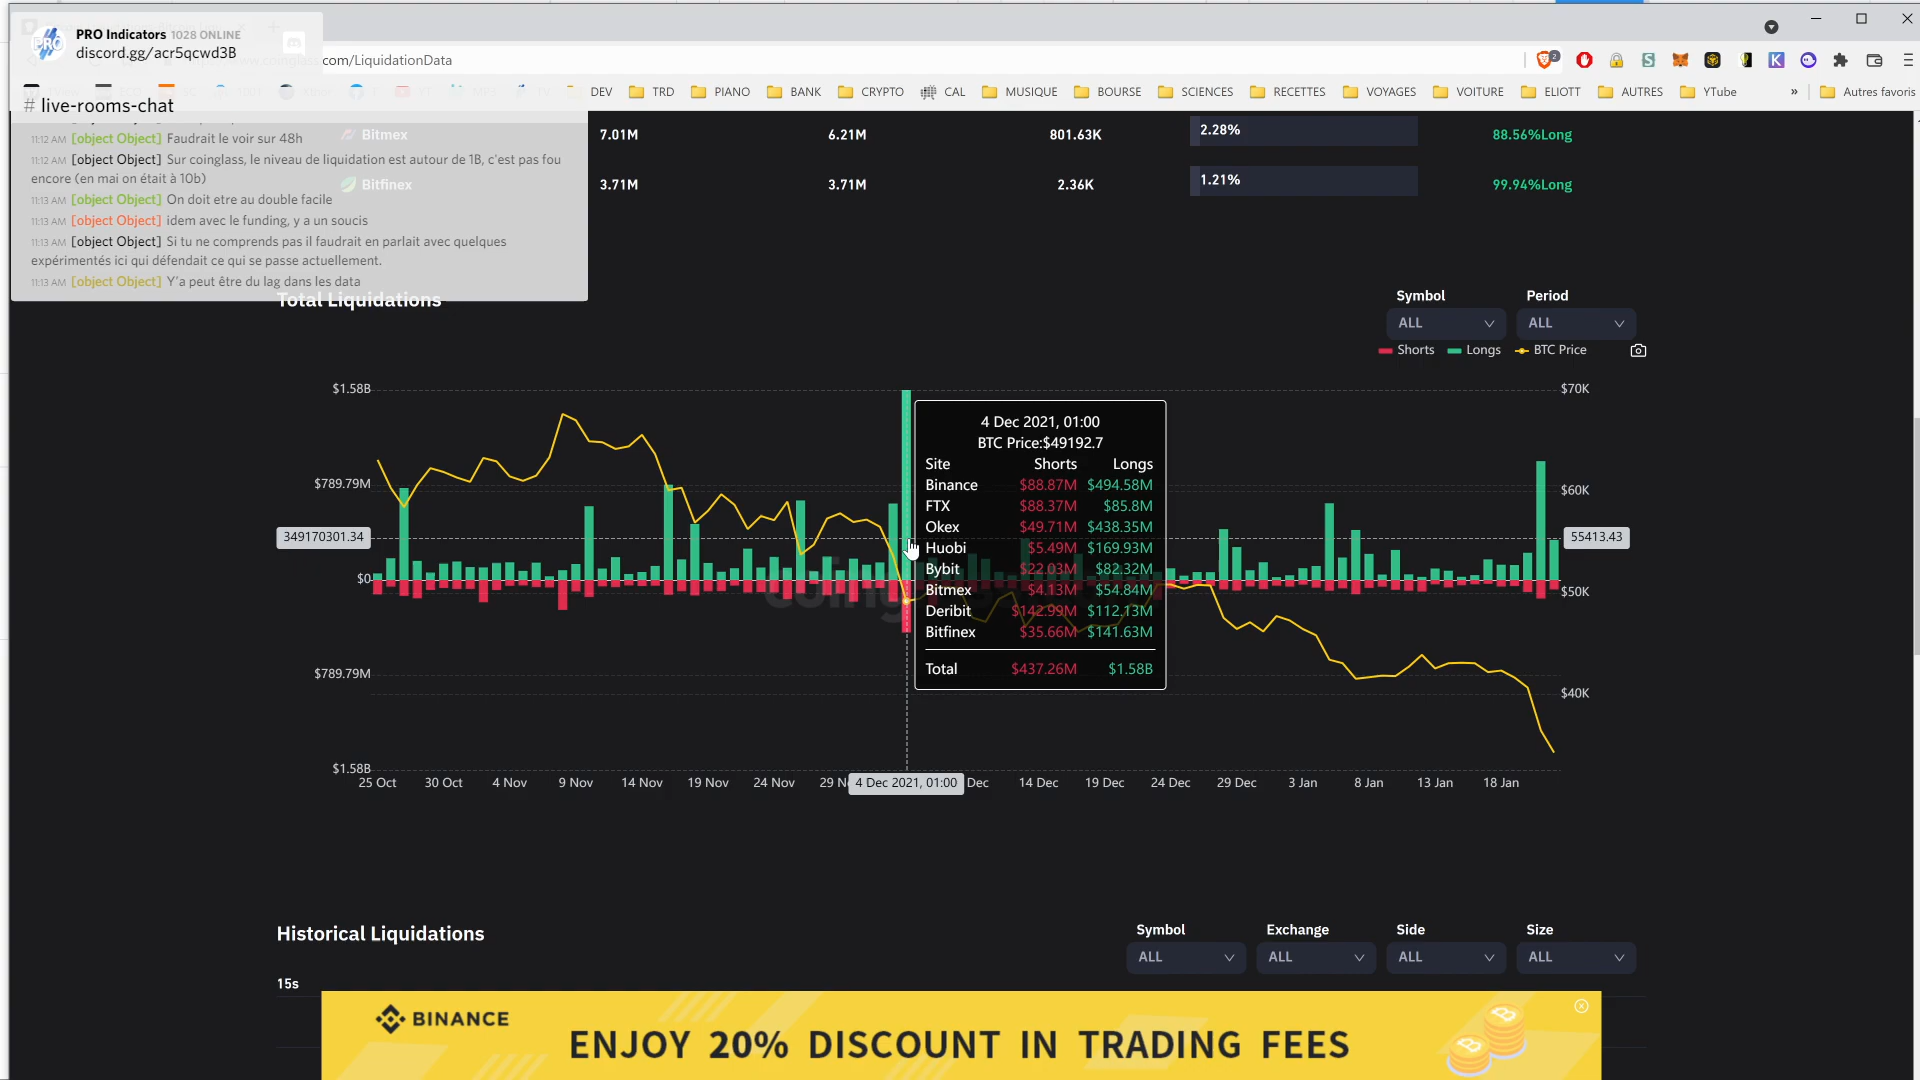 PRO Indicators 1028 ONLINE
discord.gg/acr5qcwd3B
.com/LiquidationData
DEV TRD PIANO BANK CRYPTO CAL MUSIQUE BOURSE SCIENCES RECETTES VOYAGES VOITURE ELIOTT AUTRES YTube » Autres favoris
# live-rooms-chat
11:12 AM [object Object] Faudrait le voir sur 48h
11:12 AM [object Object] Sur coinglass, le niveau de liquidation est autour de 1B, c'est pas fou
encore (en mai on était à 10b)
11:13 AM [object Object] On doit etre au double facile
11:13 AM [object Object] idem avec le funding, y a un soucis
11:13 AM [object Object] Si tu ne comprends pas il faudrait en parlait avec quelques
expérimentés ici qui défendait ce qui se passe actuellement.
11:13 AM [object Object] Y'a peut être du lag dans les data
Bitmex 7.01M 6.21M 801.63K 2.28% 88.56%Long
Bitfinex 3.71M 3.71M 2.36K 1.21% 99.94%Long
Total Liquidations
Symbol Period
ALL ALL
Shorts Longs BTC Price
$1.58B
$789.79M
349170301.34
$0
$789.79M
$1.58B
$70K
$60K
55413.43
$50K
$40K
4 Dec 2021, 01:00
BTC Price:$49192.7
Site Shorts Longs
Binance $88.87M $494.58M
FTX $88.37M $85.8M
Okex $49.71M $438.35M
Huobi $5.49M $169.93M
Bybit $22.03M $82.32M
Bitmex $4.13M $54.84M
Deribit $142.99M $112.13M
Bitfinex $35.66M $141.63M
Total $437.26M $1.58B
25 Oct 30 Oct 4 Nov 9 Nov 14 Nov 19 Nov 24 Nov 29 N 4 Dec 2021, 01:00 Dec 14 Dec 19 Dec 24 Dec 29 Dec 3 Jan 8 Jan 13 Jan 18 Jan
Historical Liquidations
Symbol Exchange Side Size
ALL ALL ALL ALL
15s
BINANCE
ENJOY 20% DISCOUNT IN TRADING FEES